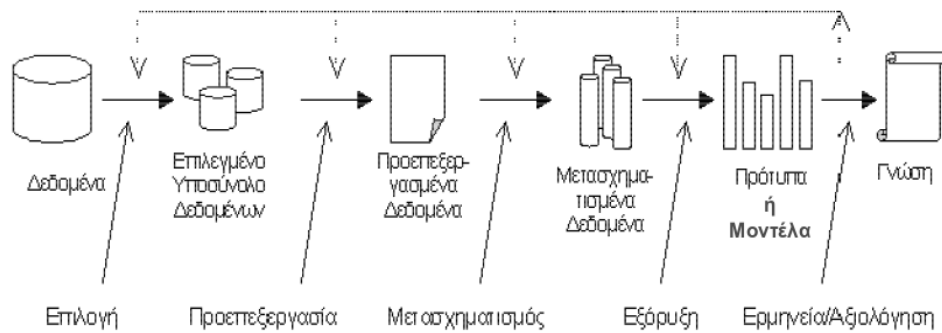 Δεδομένα
Επιλεγμένο
Υποσύνολο
Δεδομένων
Προεπεξερ-
γασμένα
Δεδομένα
Μετασχημα-
τισμένα
Δεδομένα
Πρότυπα
ή
Μοντέλα
Γνώση
Επιλογή
Προεπεξεργασία
Μετασχηματισμός
Εξόρυξη
Ερμηνεία/Αξιολόγηση